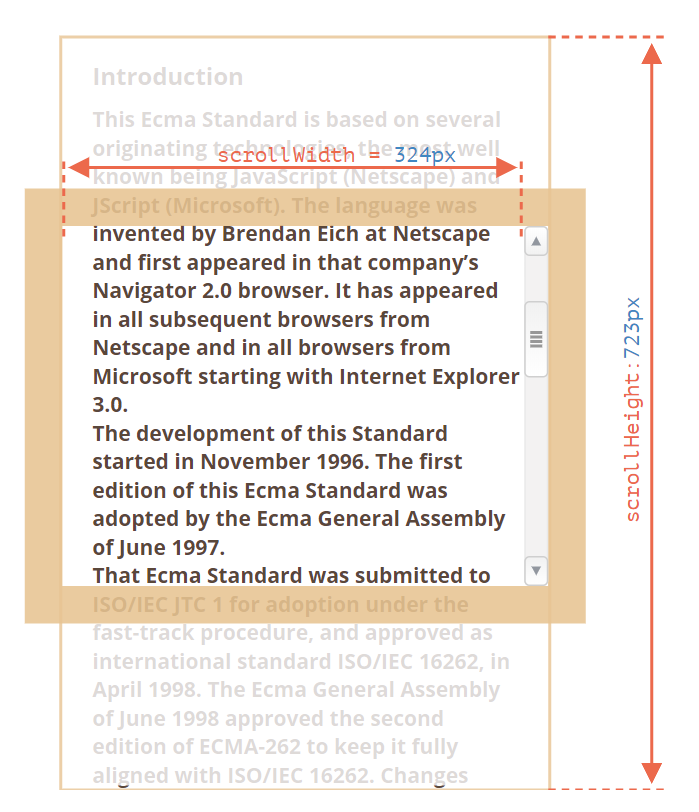 Introduction
This Ecma Standard is based on several
originating technologies, the most well
scrollWidth = 324px
known being JavaScript (Netscape) and
JScript (Microsoft). The language was
invented by Brendan Eich at Netscape
and first appeared in that company’s
Navigator 2.0 browser. It has appeared
in all subsequent browsers from
Netscape and in all browsers from
Microsoft starting with Internet Explorer
3.0.
The development of this Standard
started in November 1996. The first
edition of this Ecma Standard was
adopted by the Ecma General Assembly
of June 1997.
That Ecma Standard was submitted to
ISO/IEC JTC 1 for adoption under the
fast-track procedure, and approved as
international standard ISO/IEC 16262, in
April 1998. The Ecma General Assembly
of June 1998 approved the second
edition of ECMA-262 to keep it fully
aligned with ISO/IEC 16262. Changes
scrollHeight:723px